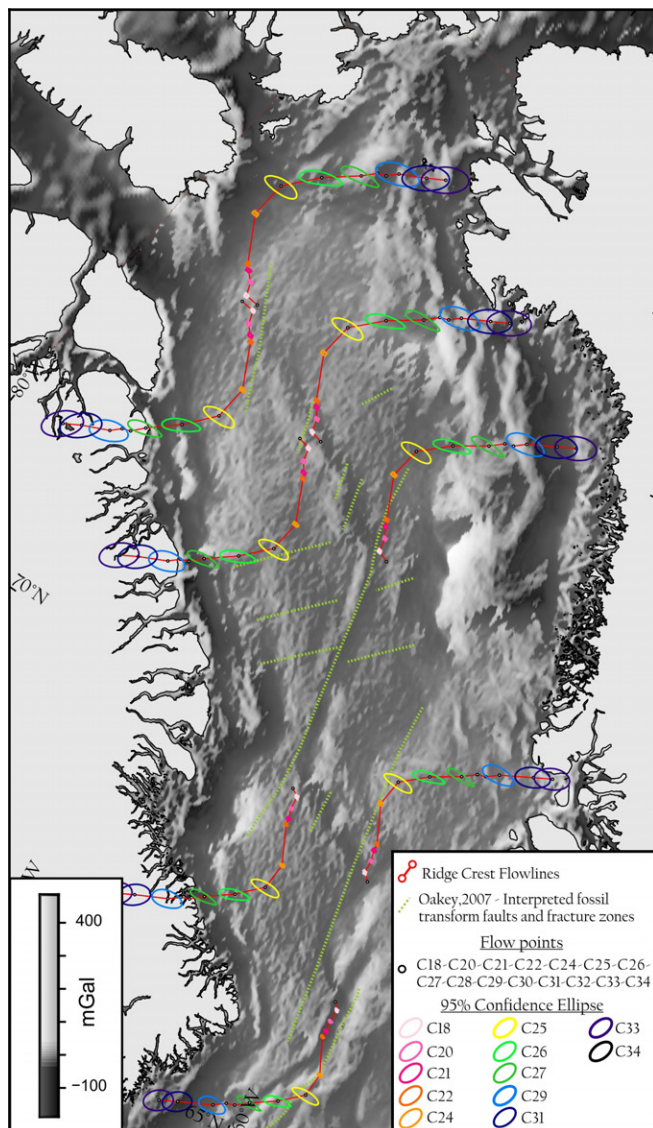 80°
70°N
W
65°N
60°W
400
mGal
−100
Ridge Crest Flowlines
Oakey,2007 - Interpreted fossil
transform faults and fracture zones
Flow points
C18-C20-C21-C22-C24-C25-C26-
C27-C28-C29-C30-C31-C32-C33-C34
95% Confidence Ellipse
C18 C25 C33
C20 C26 C34
C21 C27
C22 C29
C24 C31